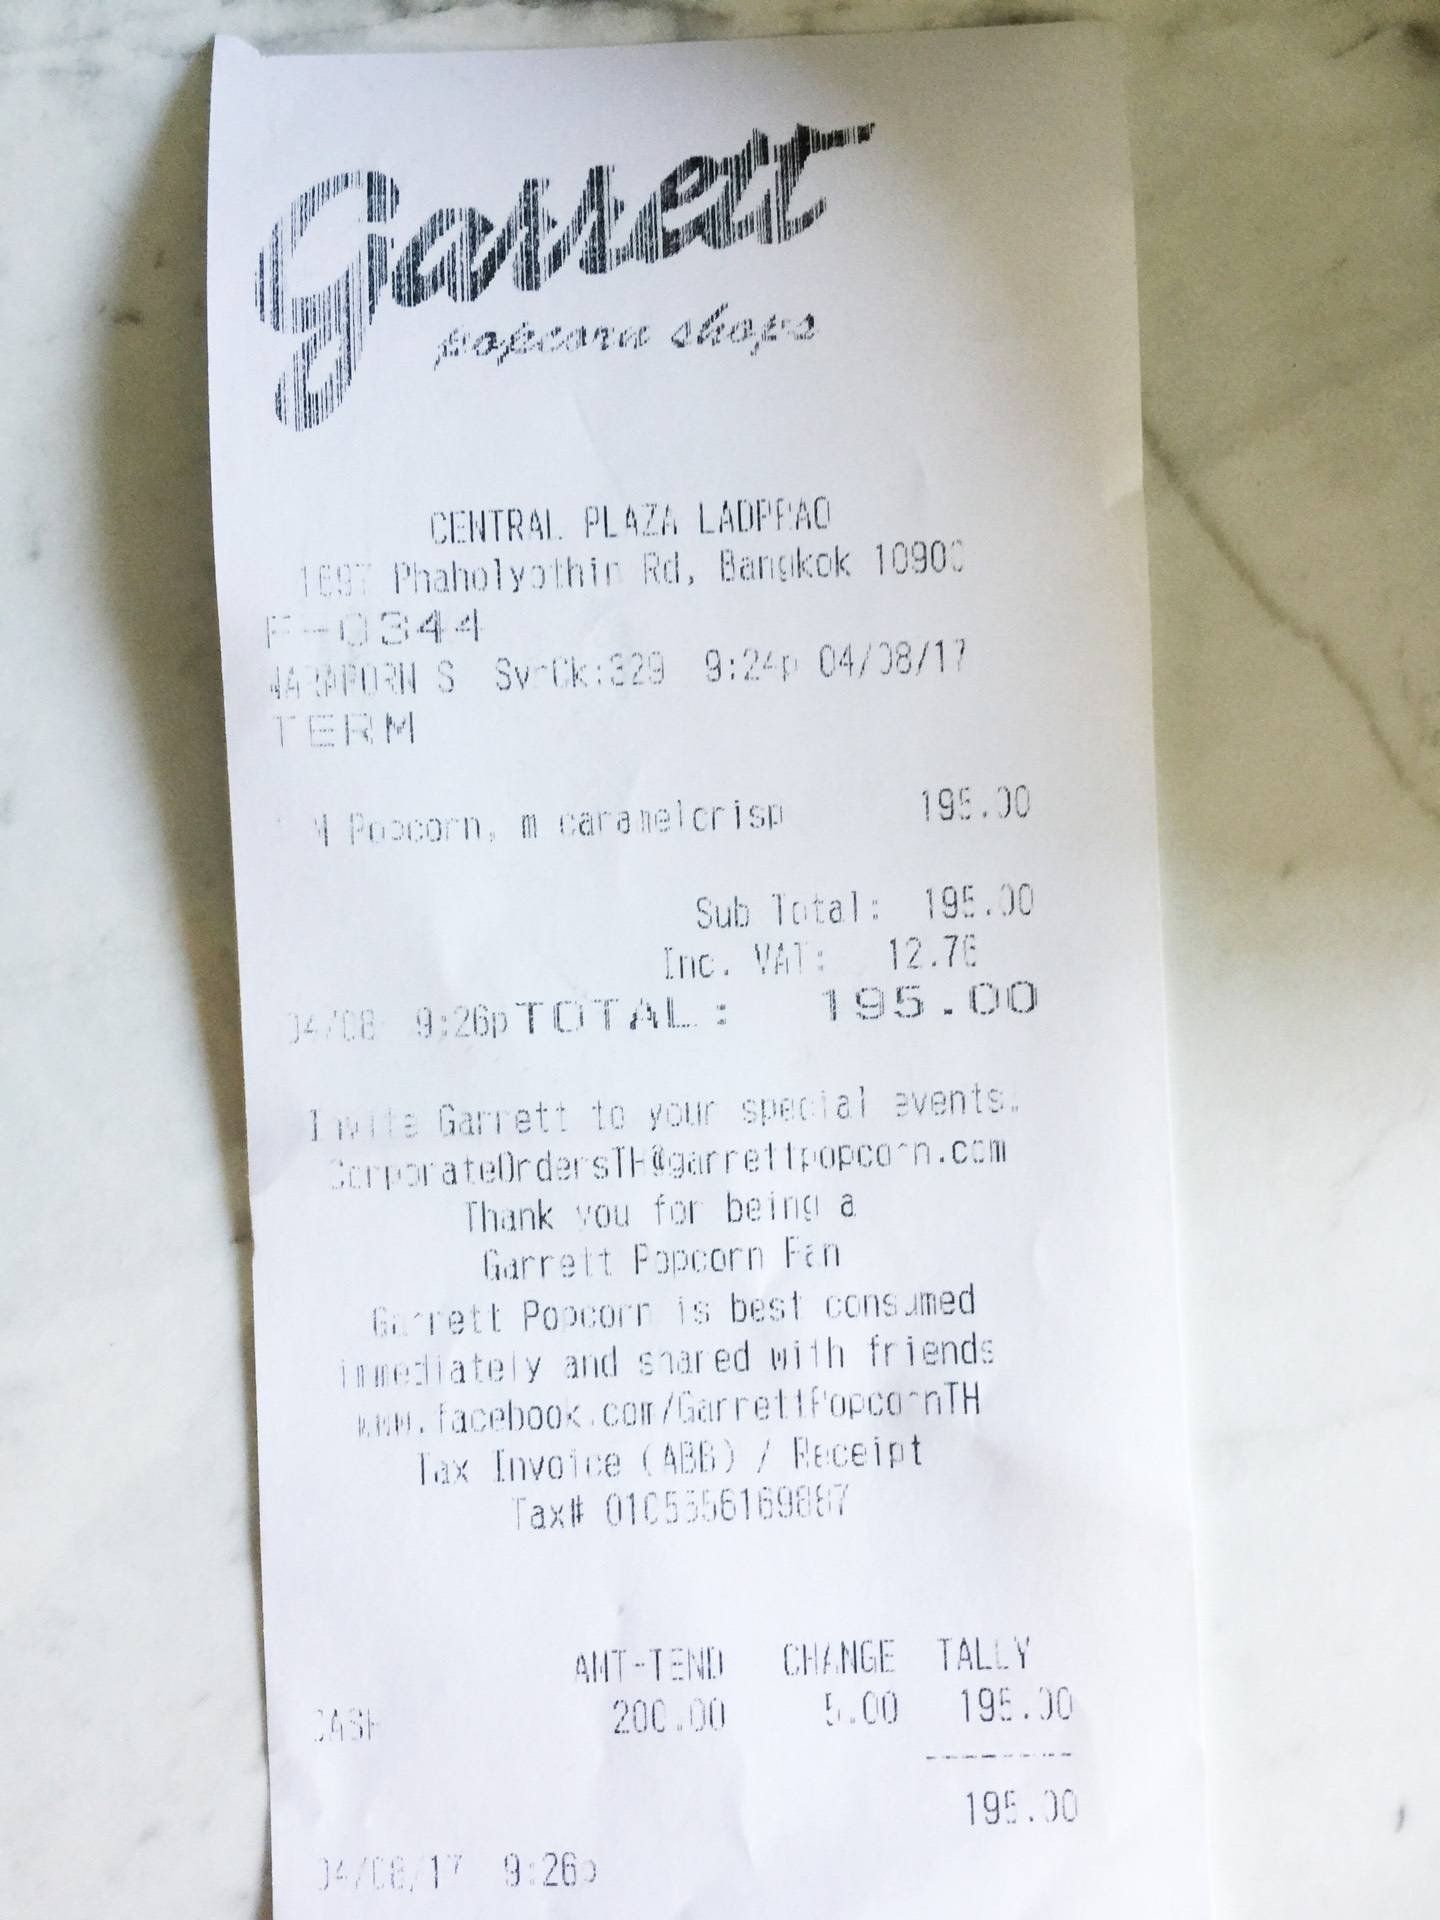 Garrett
popcorn shops
CENTRAL PLAZA LADPRAO
1697 Phaholyothin Rd, Bangkok 10900
F-0344
WARAPORN S SvrCk:329 9:24p 04/08/17
TERM
M Popcorn, m caramelcrisp 195.00
Sub Total: 195.00
Inc. VAT: 12.76
04/08 9:26p TOTAL: 195.00
Invite Garrett to your special events.
CorporateOrdersTH@garrettpopcorn.com
Thank you for being a
Garrett Popcorn Fan
Garrett Popcorn is best consumed
immediately and shared with friends
www.facebook.com/GarrettPopcornTH
Tax Invoice (ABB) / Receipt
Tax# 0105556169887
AMT-TEND CHANGE TALLY
CASH 200.00 5.00 195.00
195.00
04/08/17 9:26p